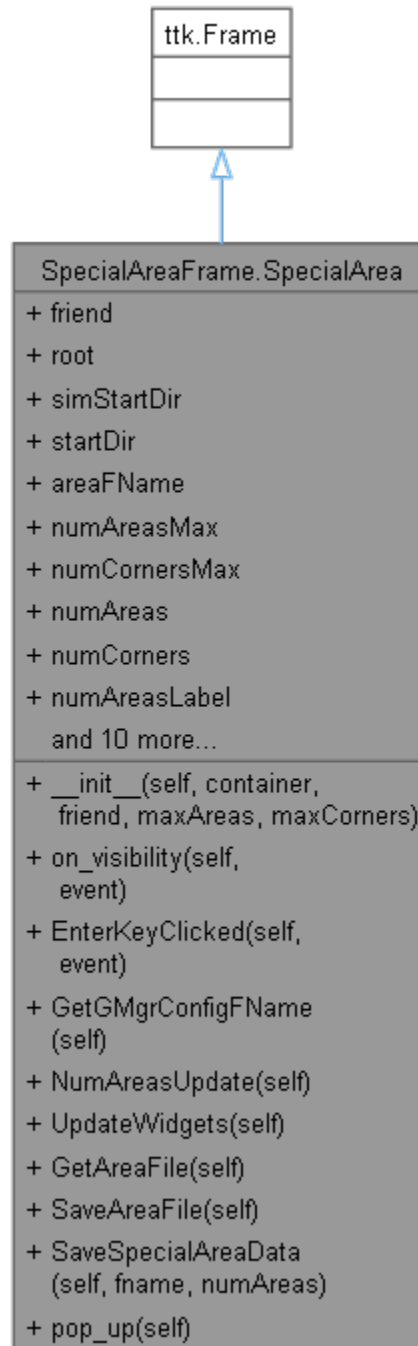 ttk.Frame
SpecialAreaFrame.SpecialArea
+ friend
+ root
+ simStartDir
+ startDir
+ areaFName
+ numAreasMax
+ numCornersMax
+ numAreas
+ numCorners
+ numAreasLabel
and 10 more...
+ __init__(self, container,
friend, maxAreas, maxCorners)
+ on_visibility(self,
event)
+ EnterKeyClicked(self,
event)
+ GetGMgrConfigFName
(self)
+ NumAreasUpdate(self)
+ UpdateWidgets(self)
+ GetAreaFile(self)
+ SaveAreaFile(self)
+ SaveSpecialAreaData
(self, fname, numAreas)
+ pop_up(self)